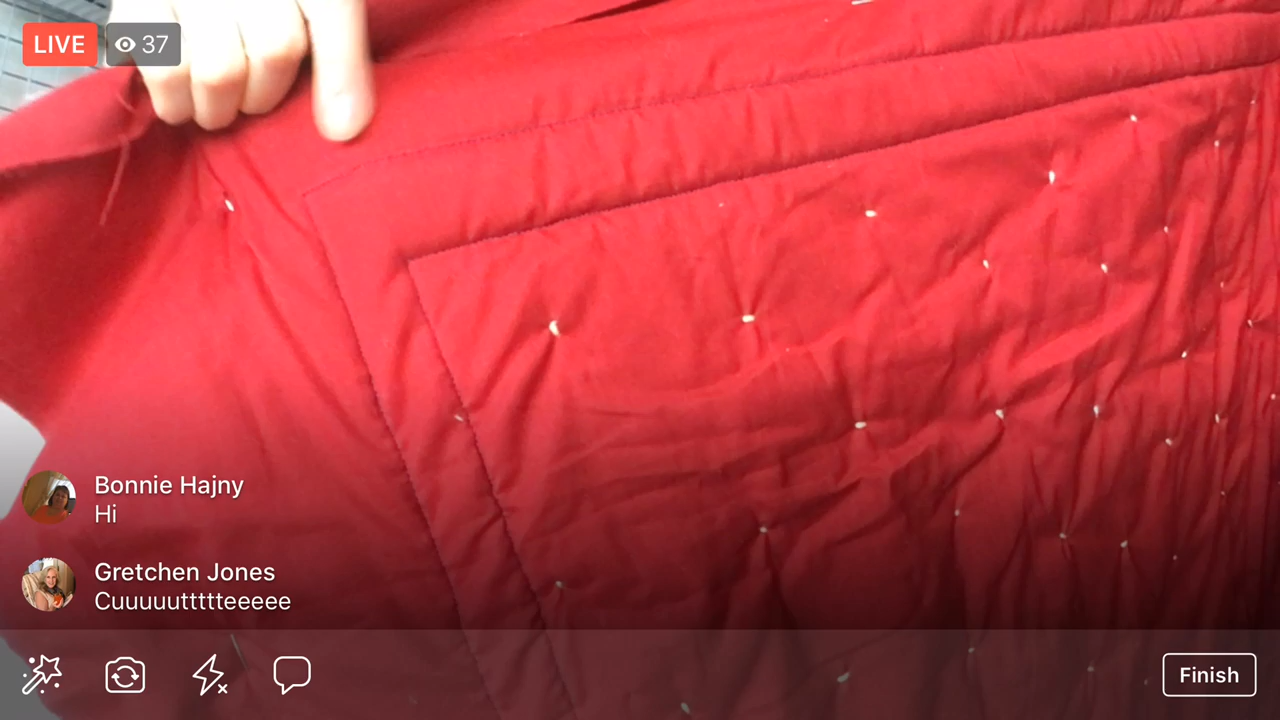 LIVE 37
Bonnie Hajny
Hi
Gretchen Jones
Cuuuuuttttteeeee
Finish